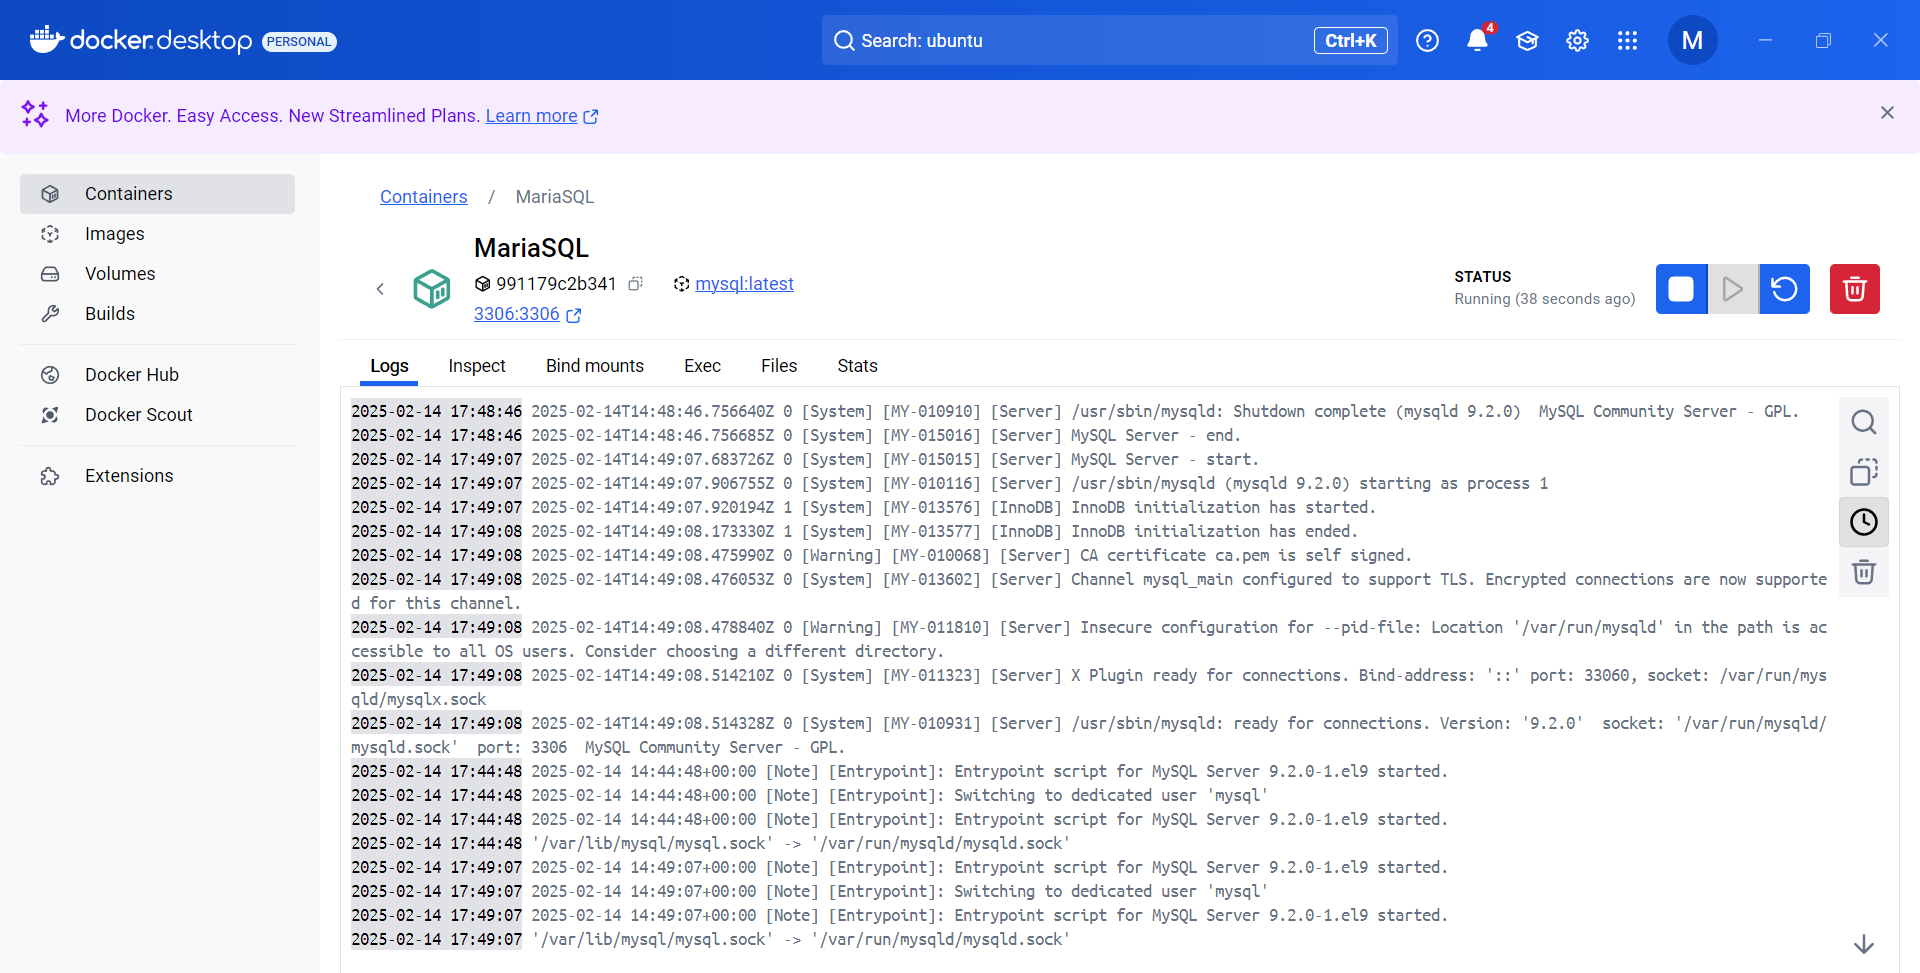 docker desktop PERSONAL
Search: ubuntu
Ctrl+K
4
M
More Docker. Easy Access. New Streamlined Plans. Learn more
Containers
Images
Volumes
Builds
Docker Hub
Docker Scout
Extensions
Containers / MariaSQL
MariaSQL
991179c2b341
mysql:latest
3306:3306
STATUS
Running (38 seconds ago)
Logs
Inspect
Bind mounts
Exec
Files
Stats
2025-02-14 17:48:46 2025-02-14T14:48:46.756640Z 0 [System] [MY-010910] [Server] /usr/sbin/mysqld: Shutdown complete (mysqld 9.2.0)  MySQL Community Server - GPL.
2025-02-14 17:48:46 2025-02-14T14:48:46.756685Z 0 [System] [MY-015016] [Server] MySQL Server - end.
2025-02-14 17:49:07 2025-02-14T14:49:07.683726Z 0 [System] [MY-015015] [Server] MySQL Server - start.
2025-02-14 17:49:07 2025-02-14T14:49:07.906755Z 0 [System] [MY-010116] [Server] /usr/sbin/mysqld (mysqld 9.2.0) starting as process 1
2025-02-14 17:49:07 2025-02-14T14:49:07.920194Z 1 [System] [MY-013576] [InnoDB] InnoDB initialization has started.
2025-02-14 17:49:08 2025-02-14T14:49:08.173330Z 1 [System] [MY-013577] [InnoDB] InnoDB initialization has ended.
2025-02-14 17:49:08 2025-02-14T14:49:08.475990Z 0 [Warning] [MY-010068] [Server] CA certificate ca.pem is self signed.
2025-02-14 17:49:08 2025-02-14T14:49:08.476053Z 0 [System] [MY-013602] [Server] Channel mysql_main configured to support TLS. Encrypted connections are now supporte
d for this channel.
2025-02-14 17:49:08 2025-02-14T14:49:08.478840Z 0 [Warning] [MY-011810] [Server] Insecure configuration for --pid-file: Location '/var/run/mysqld' in the path is ac
cessible to all OS users. Consider choosing a different directory.
2025-02-14 17:49:08 2025-02-14T14:49:08.514210Z 0 [System] [MY-011323] [Server] X Plugin ready for connections. Bind-address: '::' port: 33060, socket: /var/run/mys
qld/mysqlx.sock
2025-02-14 17:49:08 2025-02-14T14:49:08.514328Z 0 [System] [MY-010931] [Server] /usr/sbin/mysqld: ready for connections. Version: '9.2.0'  socket: '/var/run/mysqld/
mysqld.sock'  port: 3306  MySQL Community Server - GPL.
2025-02-14 17:44:48 2025-02-14 14:44:48+00:00 [Note] [Entrypoint]: Entrypoint script for MySQL Server 9.2.0-1.el9 started.
2025-02-14 17:44:48 2025-02-14 14:44:48+00:00 [Note] [Entrypoint]: Switching to dedicated user 'mysql'
2025-02-14 17:44:48 2025-02-14 14:44:48+00:00 [Note] [Entrypoint]: Entrypoint script for MySQL Server 9.2.0-1.el9 started.
2025-02-14 17:44:48 '/var/lib/mysql/mysql.sock' -> '/var/run/mysqld/mysqld.sock'
2025-02-14 17:49:07 2025-02-14 14:49:07+00:00 [Note] [Entrypoint]: Entrypoint script for MySQL Server 9.2.0-1.el9 started.
2025-02-14 17:49:07 2025-02-14 14:49:07+00:00 [Note] [Entrypoint]: Switching to dedicated user 'mysql'
2025-02-14 17:49:07 2025-02-14 14:49:07+00:00 [Note] [Entrypoint]: Entrypoint script for MySQL Server 9.2.0-1.el9 started.
2025-02-14 17:49:07 '/var/lib/mysql/mysql.sock' -> '/var/run/mysqld/mysqld.sock'